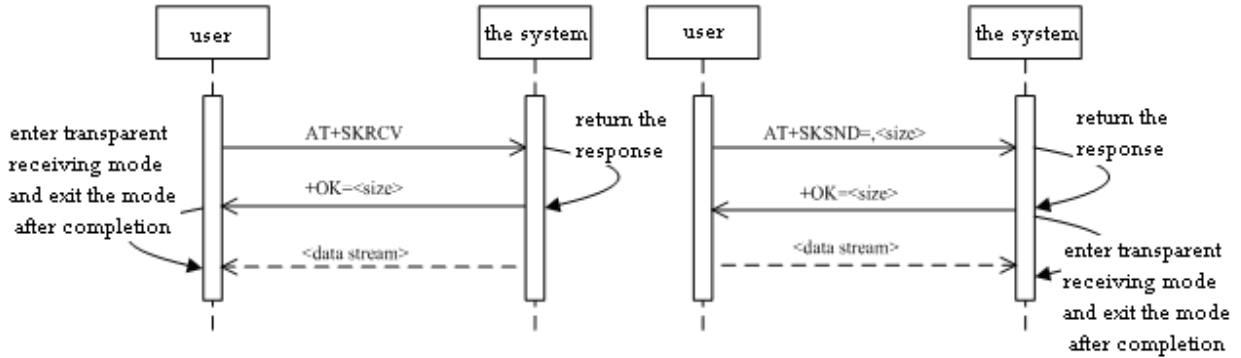 user
the system
enter transparent
receiving mode
and exit the mode
after completion
AT+SKRCV
return the
response
+OK=<size>
<data stream>
user
the system
AT+SKSND=,<size>
return the
response
+OK=<size>
<data stream>
enter transparent
receiving mode
and exit the mode
after completion